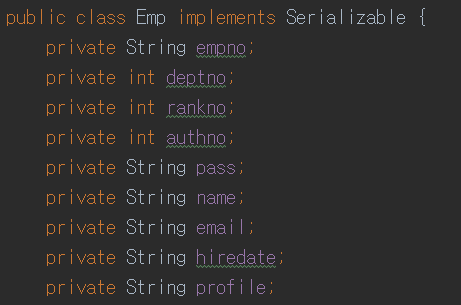 public class Emp implements Serializable {
private String empno;
private int deptno;
private int rankno;
private int authno;
private String pass;
private String name;
private String email;
private String hiredate;
private String profile;